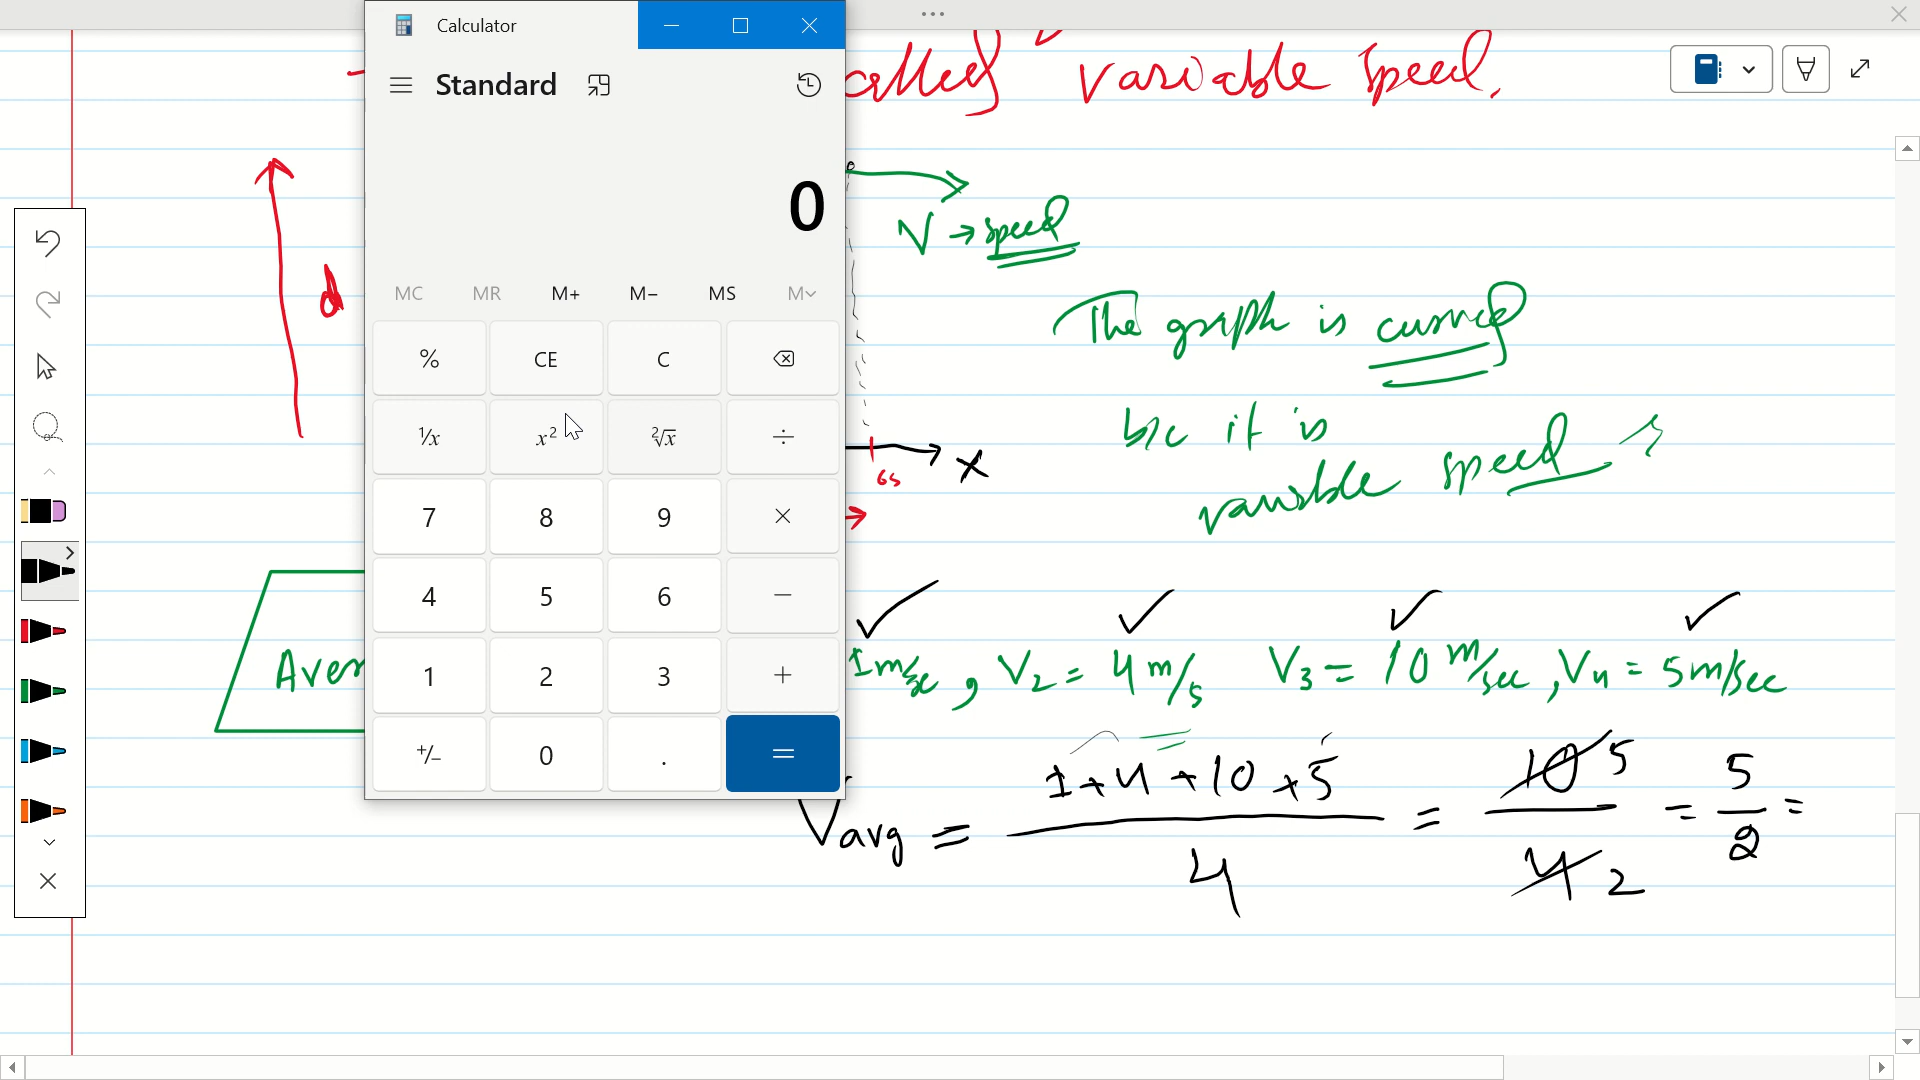 Calculator
called variable speed.
Standard
0
V → speed
d
MC MR M+ M− MS M
The graph is curved
% CE C
b/c it is
¹/x x² ²√x ÷
variable speed
6s X
7 8 9 ×
4 5 6 −
1 2 3 +
+/− 0 . =
Aver
1m/sec, V₂ = 4 m/s V₃ = 10 m/sec, V₄ = 5m/sec
Vavg = 1+4+10+5 / 4 = 10 5 / 4 2 = 5 / 2 =